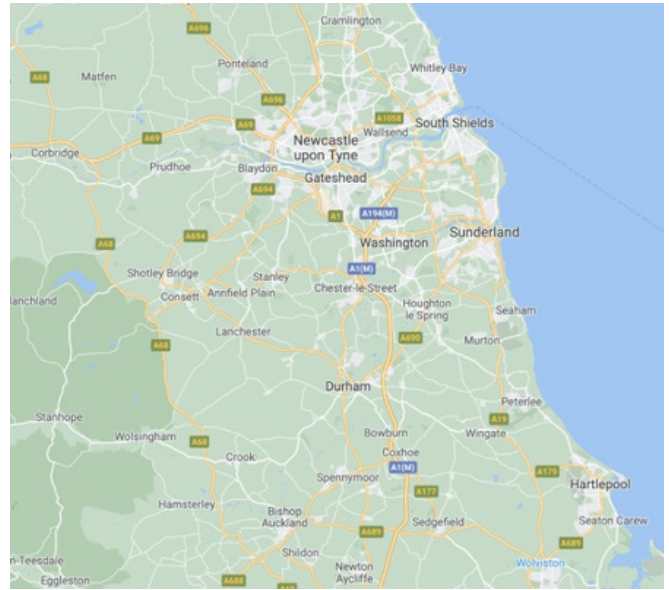 Cramlington
A696
Ponteland
Whitley Bay
A68
Matfen
A696
A1058
South Shields
A69
A69
Wallsend
Newcastle
upon Tyne
Corbridge
Prudhoe
Blaydon
Gateshead
A694
A1
A194(M)
A694
Washington
Sunderland
A68
A1(M)
Shotley Bridge
Stanley
Chester-le-Street
lanchland
Consett
Annfield Plain
Houghton
le Spring
Seaham
Lanchester
A690
Murton
A68
Durham
Peterlee
Stanhope
A19
Wolsingham
A68
Bowburn
Wingate
Crook
Coxhoe
A1(M)
A179
Spennymoor
Hartlepool
A177
Hamsterley
Bishop
Auckland
A689
Sedgefield
Seaton Carew
A689
Shildon
n-Teesdale
Newton
Aycliffe
Wolviston
Eggleston
A688
A68